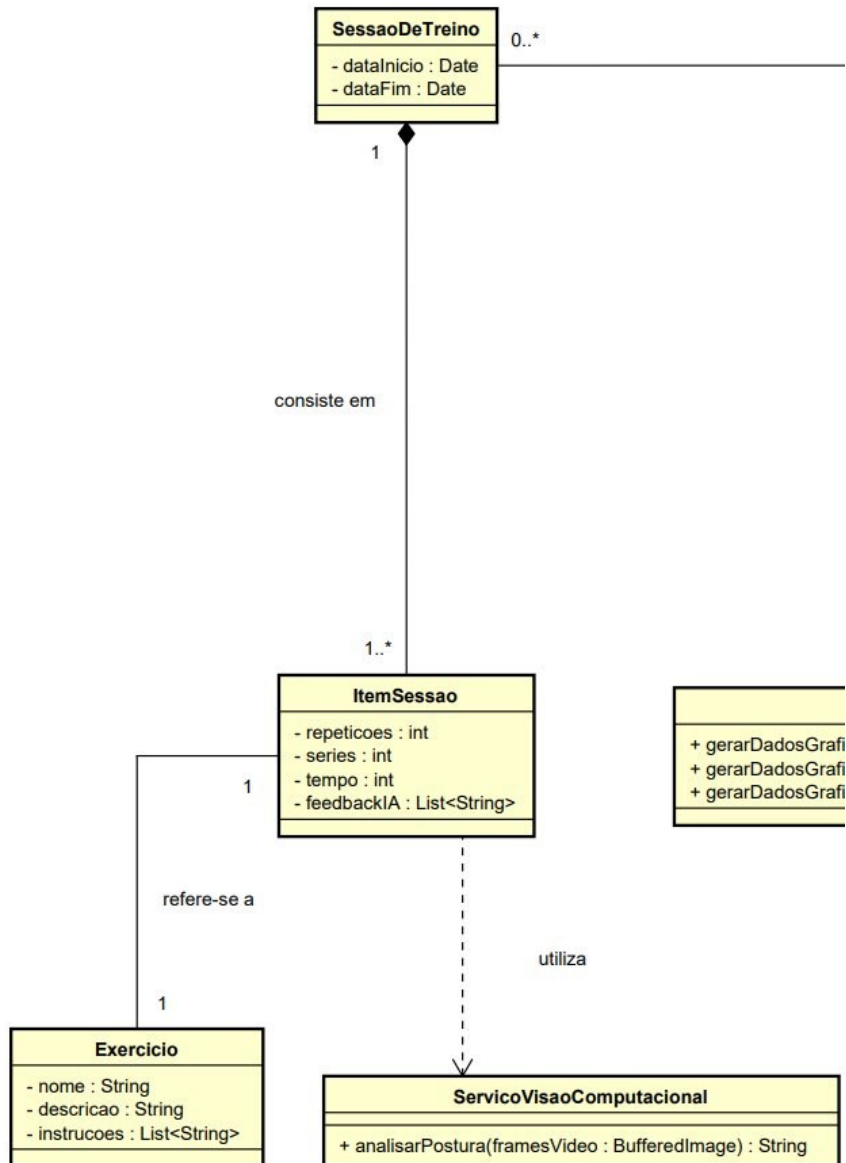 SessaoDeTreino
- dataInicio : Date
- dataFim : Date
0..*
1
consiste em
1..*
ItemSessao
- repeticoes : int
- series : int
- tempo : int
- feedbackIA : List<String>
+ gerarDadosGrafi
+ gerarDadosGrafi
+ gerarDadosGrafi
1
refere-se a
utiliza
1
Exercicio
- nome : String
- descricao : String
- instrucoes : List<String>
ServicoVisaoComputacional
+ analisarPostura(framesVideo : BufferedImage) : String